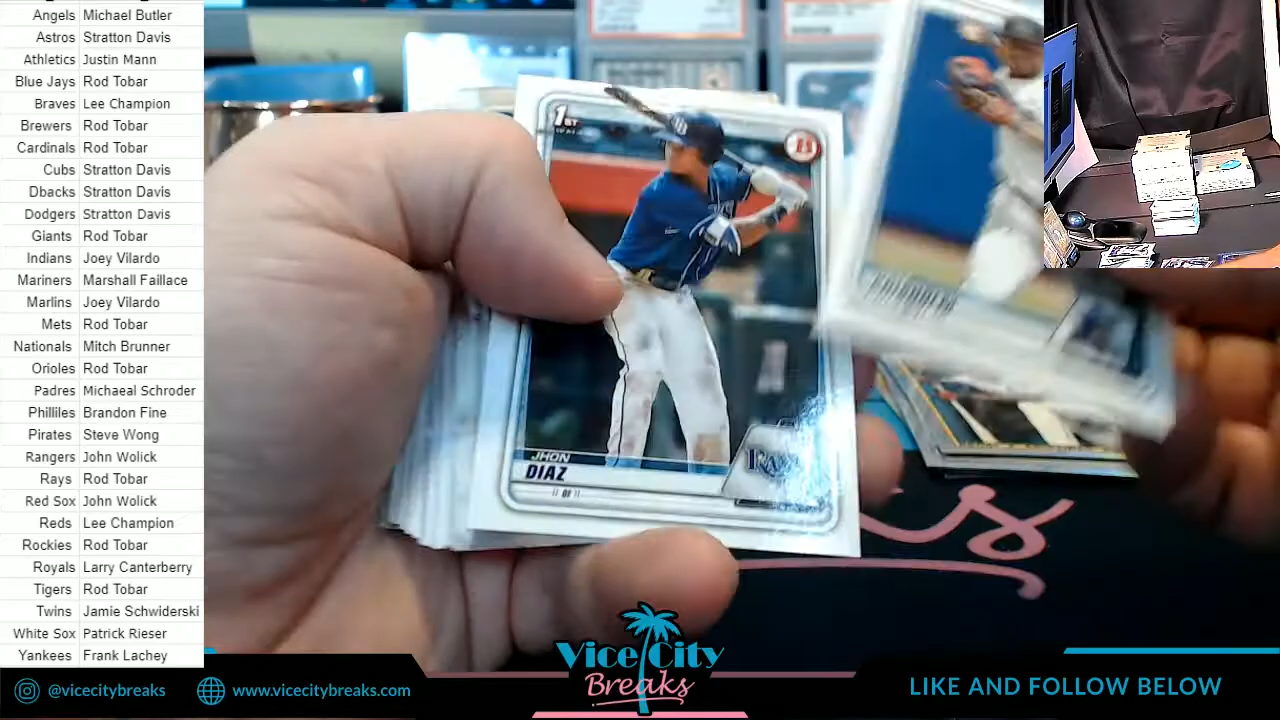 Angels Michael Butler
Astros Stratton Davis
Athletics Justin Mann
Blue Jays Rod Tobar
Braves Lee Champion
Brewers Rod Tobar
Cardinals Rod Tobar
Cubs Stratton Davis
Dbacks Stratton Davis
Dodgers Stratton Davis
Giants Rod Tobar
Indians Joey Vilardo
Mariners Marshall Faillace
Marlins Joey Vilardo
Mets Rod Tobar
Nationals Mitch Brunner
Orioles Rod Tobar
Padres Michaeal Schroder
Philliles Brandon Fine
Pirates Steve Wong
Rangers John Wolick
Rays Rod Tobar
Red Sox John Wolick
Reds Lee Champion
Rockies Rod Tobar
Royals Larry Canterberry
Tigers Rod Tobar
Twins Jamie Schwiderski
White Sox Patrick Rieser
Yankees Frank Lachey
1ST
JHON
DIAZ
OF
RAYS
@vicecitybreaks
www.vicecitybreaks.com
Vice City
Breaks
LIKE AND FOLLOW BELOW